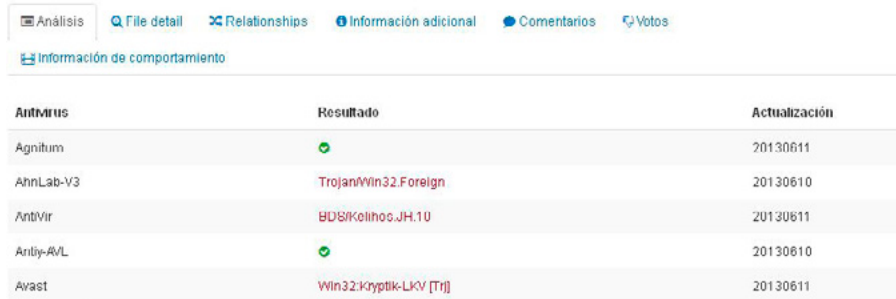 Análisis File detail Relationships Información adicional Comentarios Votos
Información de comportamiento
Antivirus Resultado Actualización
Agnitum 20130611
AhnLab-V3 Trojan/Win32.Foreign 20130610
AntiVir BDS/Kelihos.JH.10 20130611
Antiy-AVL 20130610
Avast Win32:Kryptik-LKV [Trj] 20130611